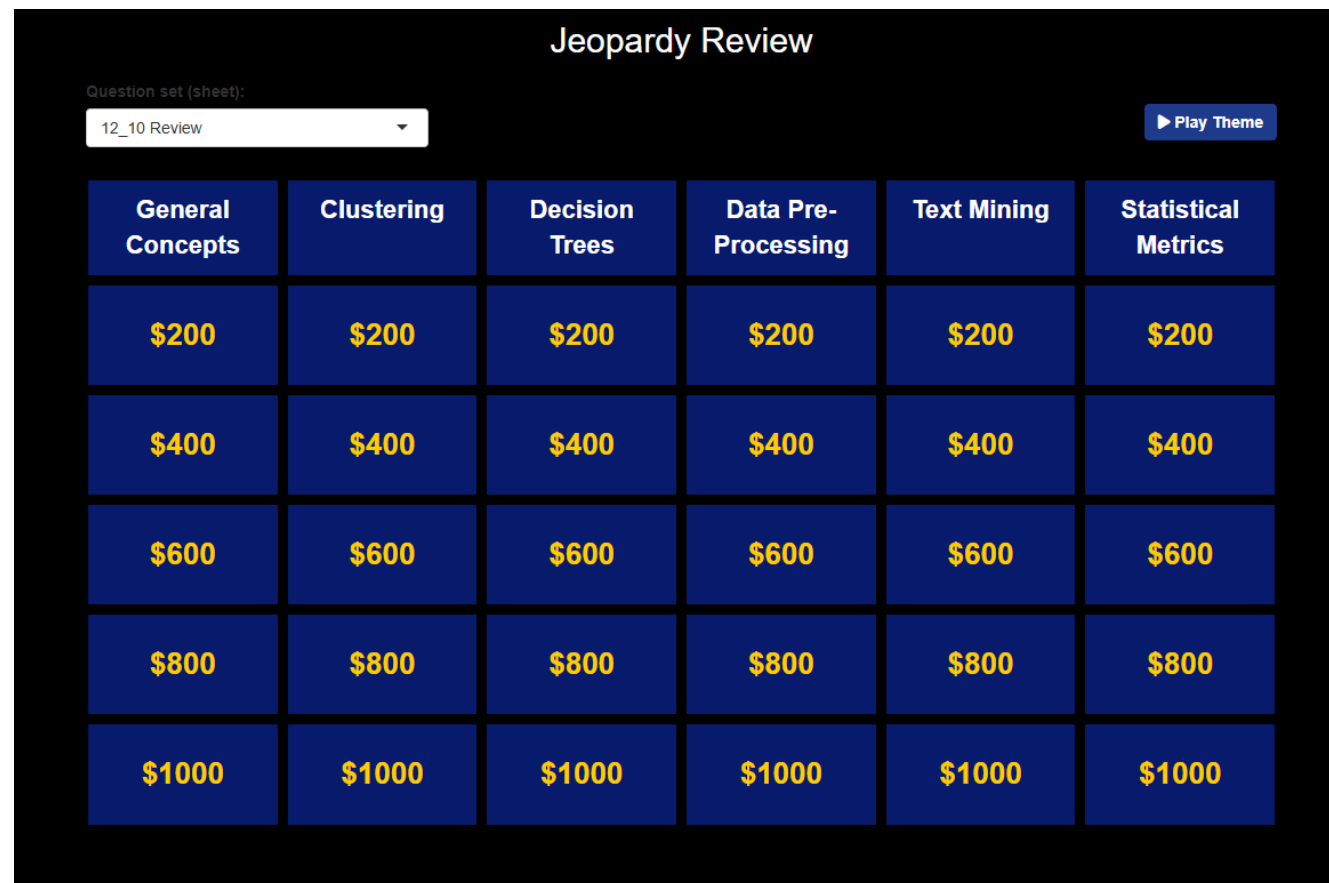 Jeopardy Review
Question set (sheet):
12_10 Review
Play Theme
General
Concepts
Clustering
Decision
Trees
Data Pre-
Processing
Text Mining
Statistical
Metrics
$200 $200 $200 $200 $200 $200
$400 $400 $400 $400 $400 $400
$600 $600 $600 $600 $600 $600
$800 $800 $800 $800 $800 $800
$1000 $1000 $1000 $1000 $1000 $1000